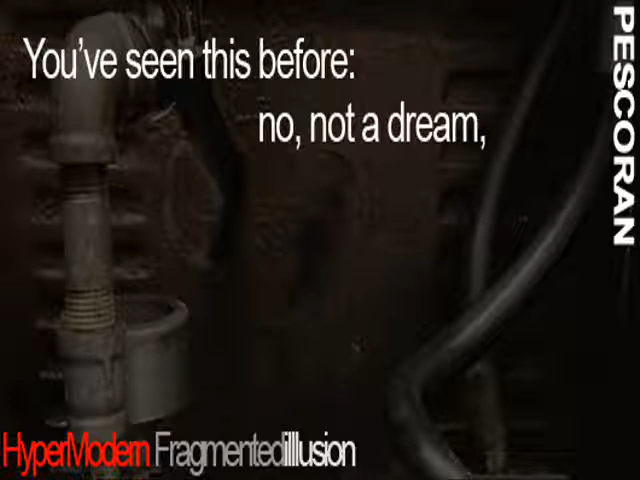 You've seen this before:
no, not a dream,
PESCORAN
HyperModern Fragmentedillusion